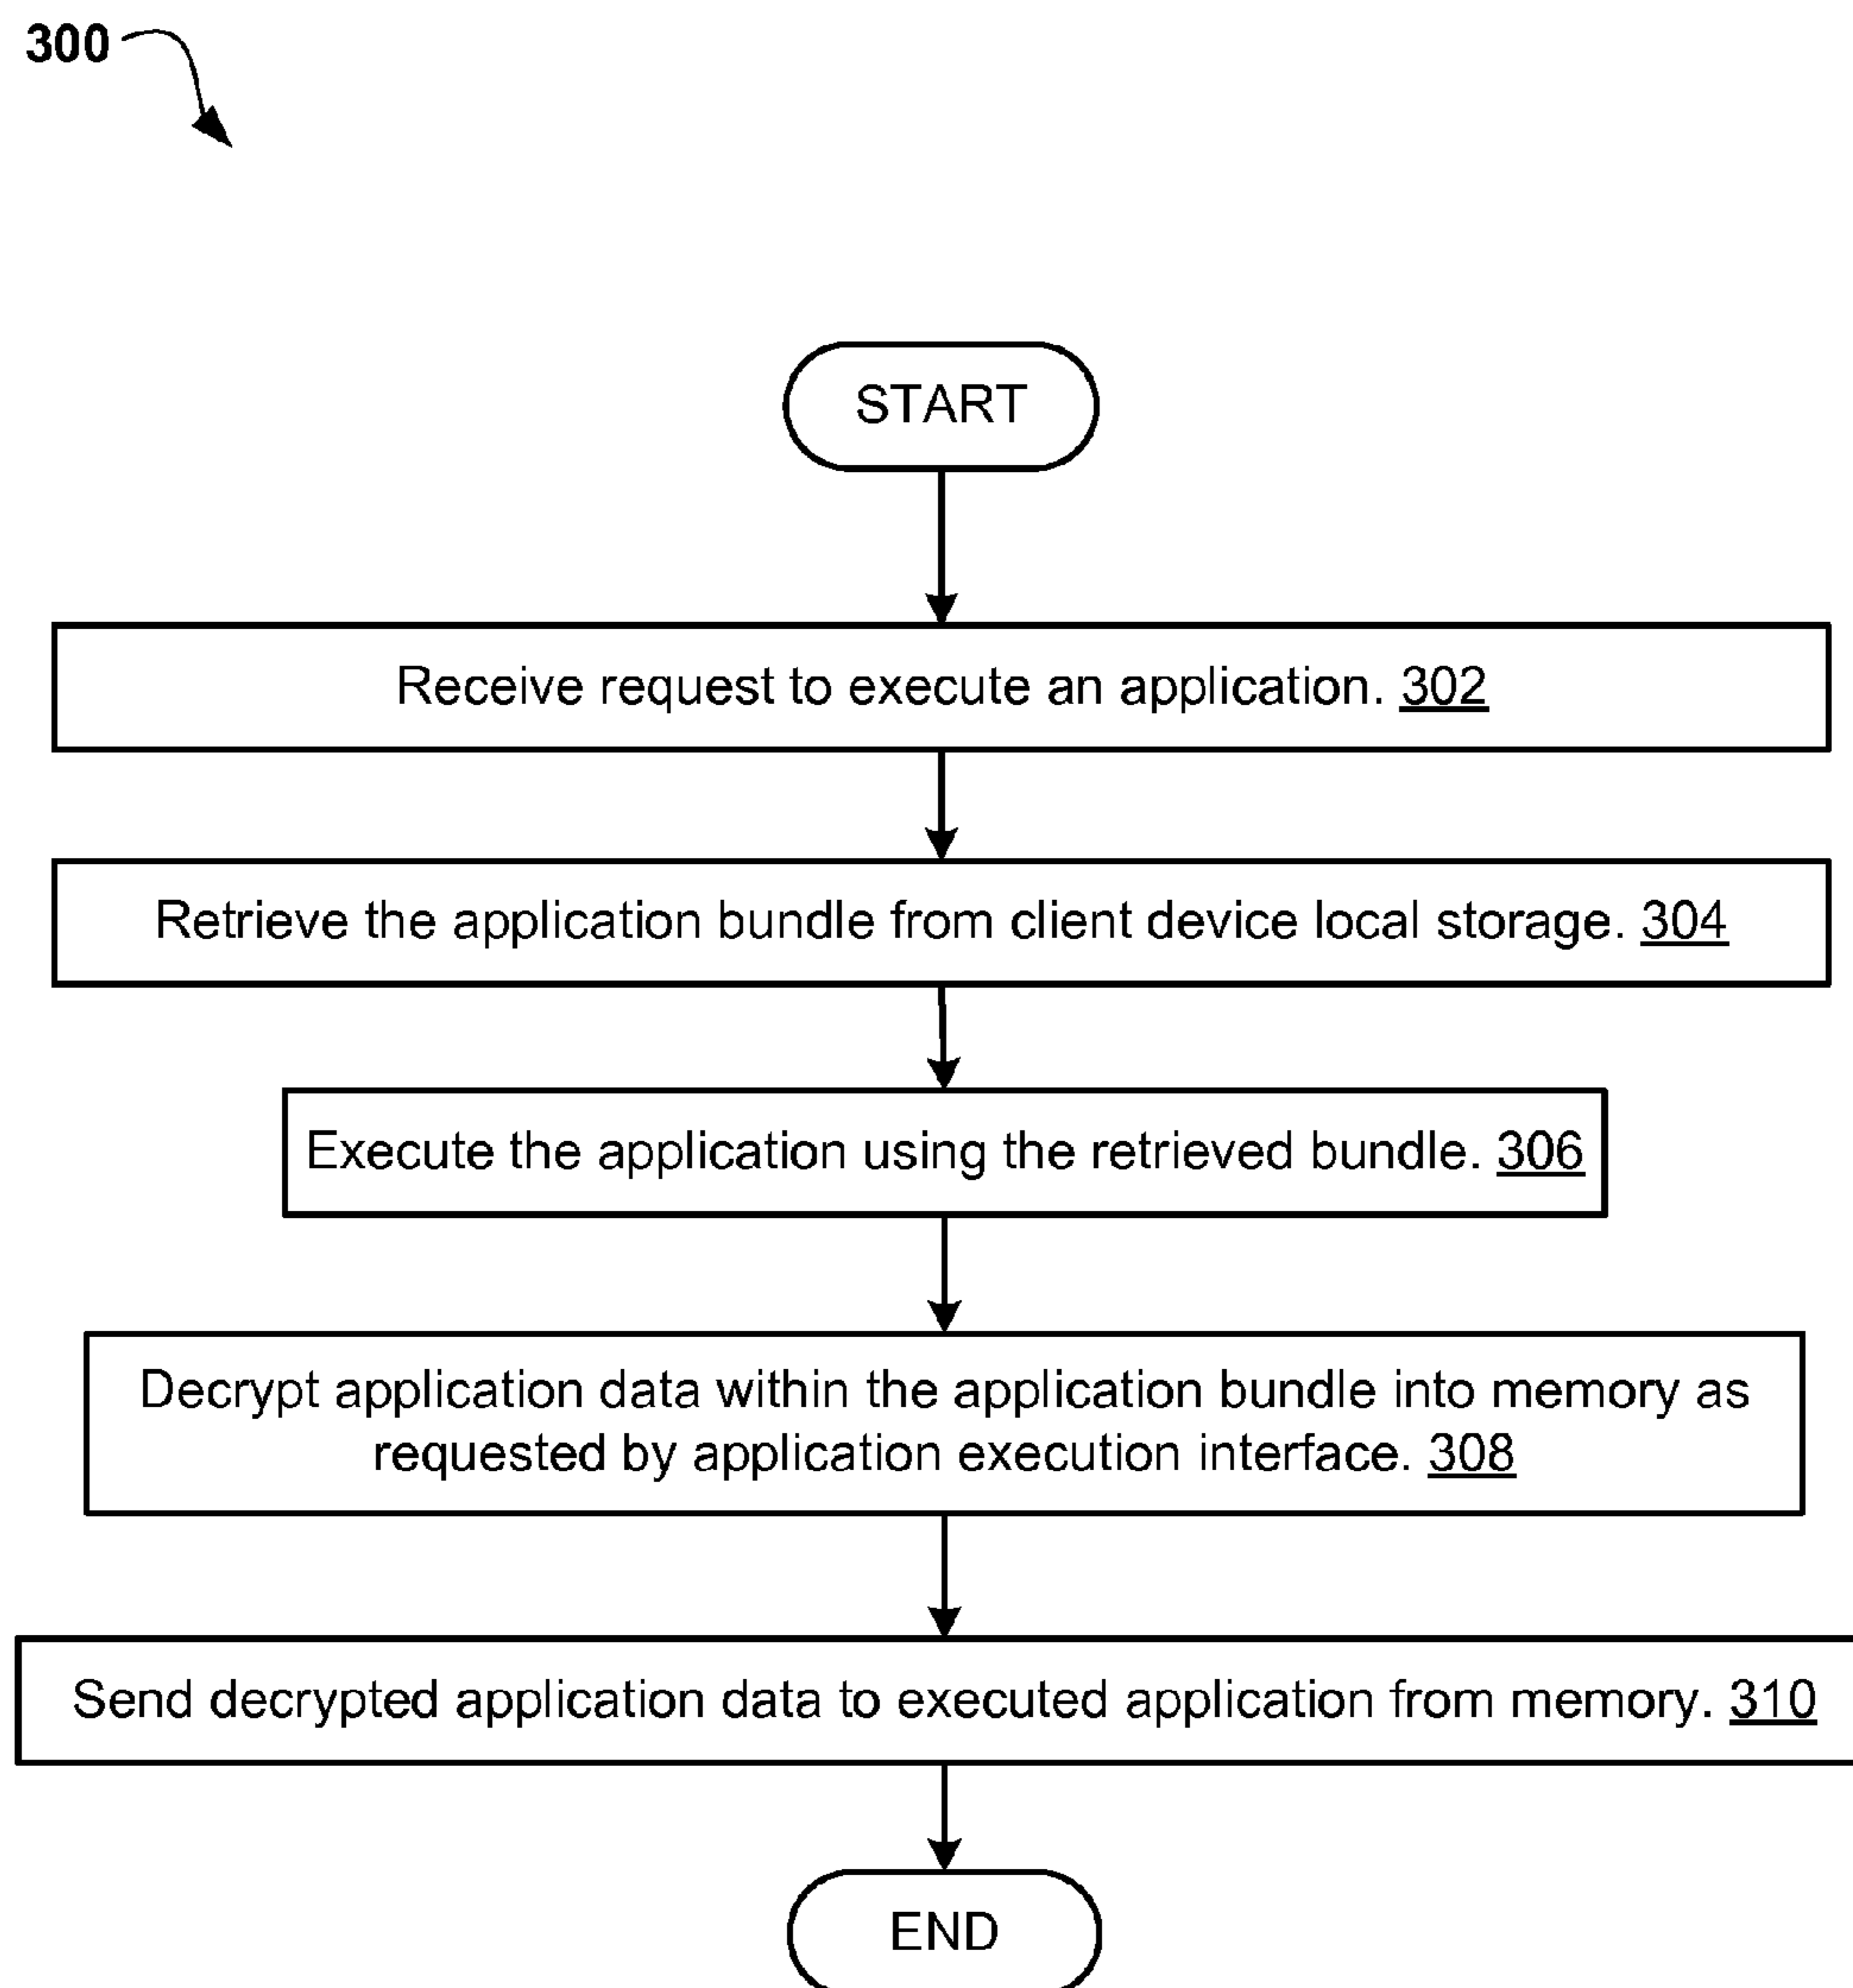 300
START
Receive request to execute an application. 302
Retrieve the application bundle from client device local storage. 304
Execute the application using the retrieved bundle. 306
Decrypt application data within the application bundle into memory as
requested by application execution interface. 308
Send decrypted application data to executed application from memory. 310
END